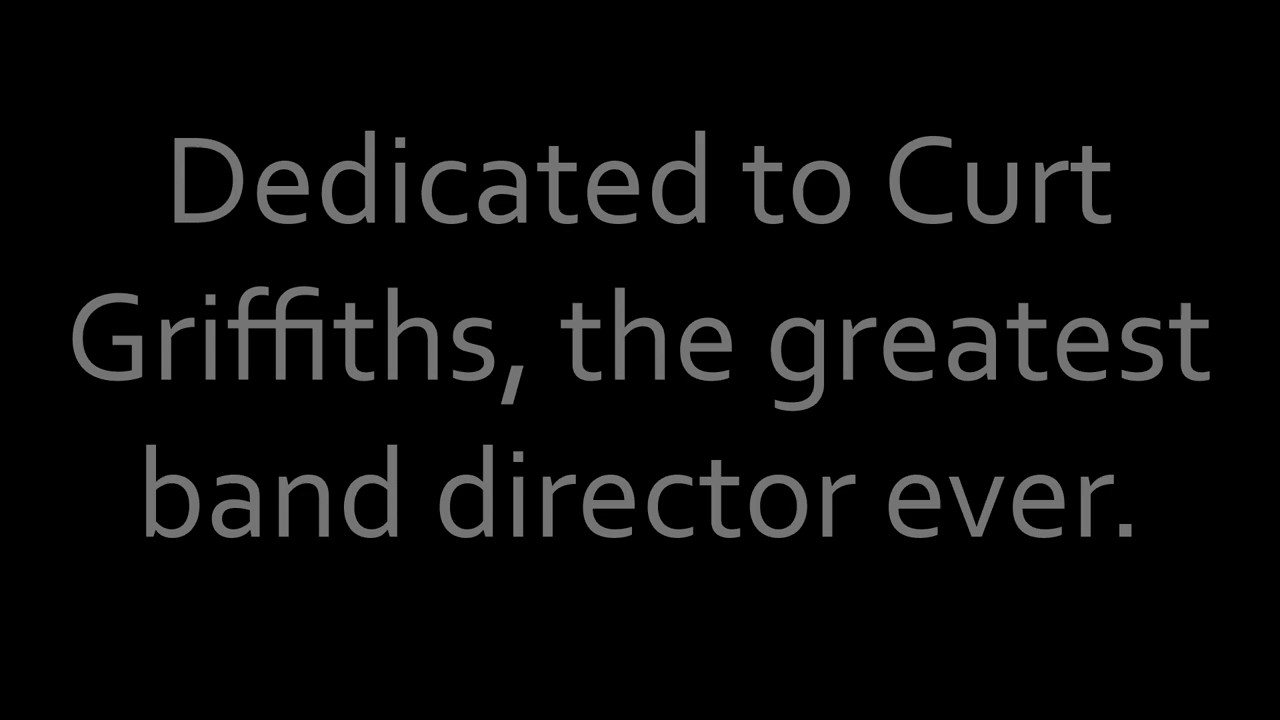 Dedicated to Curt
Griffiths, the greatest
band director ever.